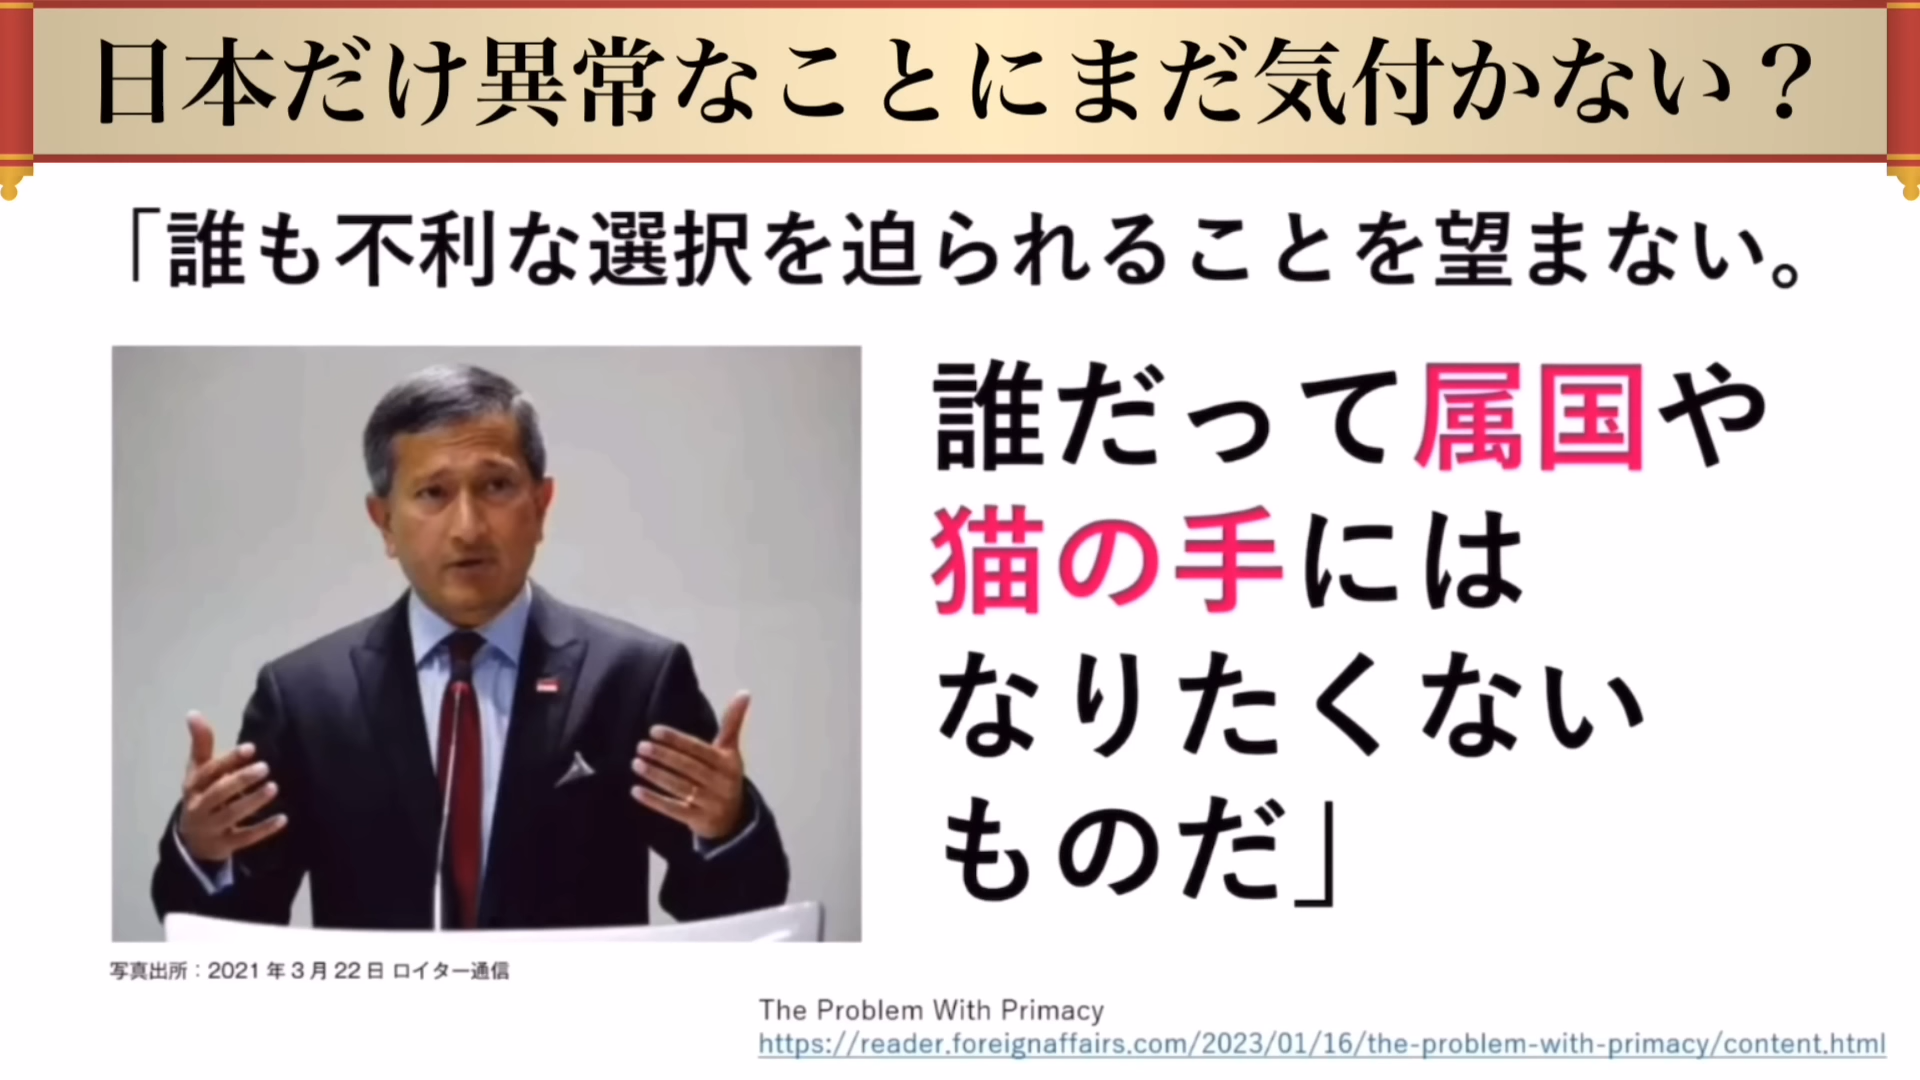 日本だけ異常なことにまだ気付かない？
「誰も不利な選択を迫られることを望まない。
誰だって属国や
猫の手には
なりたくない
ものだ」
写真出所：2021年3月22日 ロイター通信
The Problem With Primacy
https://reader.foreignaffairs.com/2023/01/16/the-problem-with-primacy/content.html